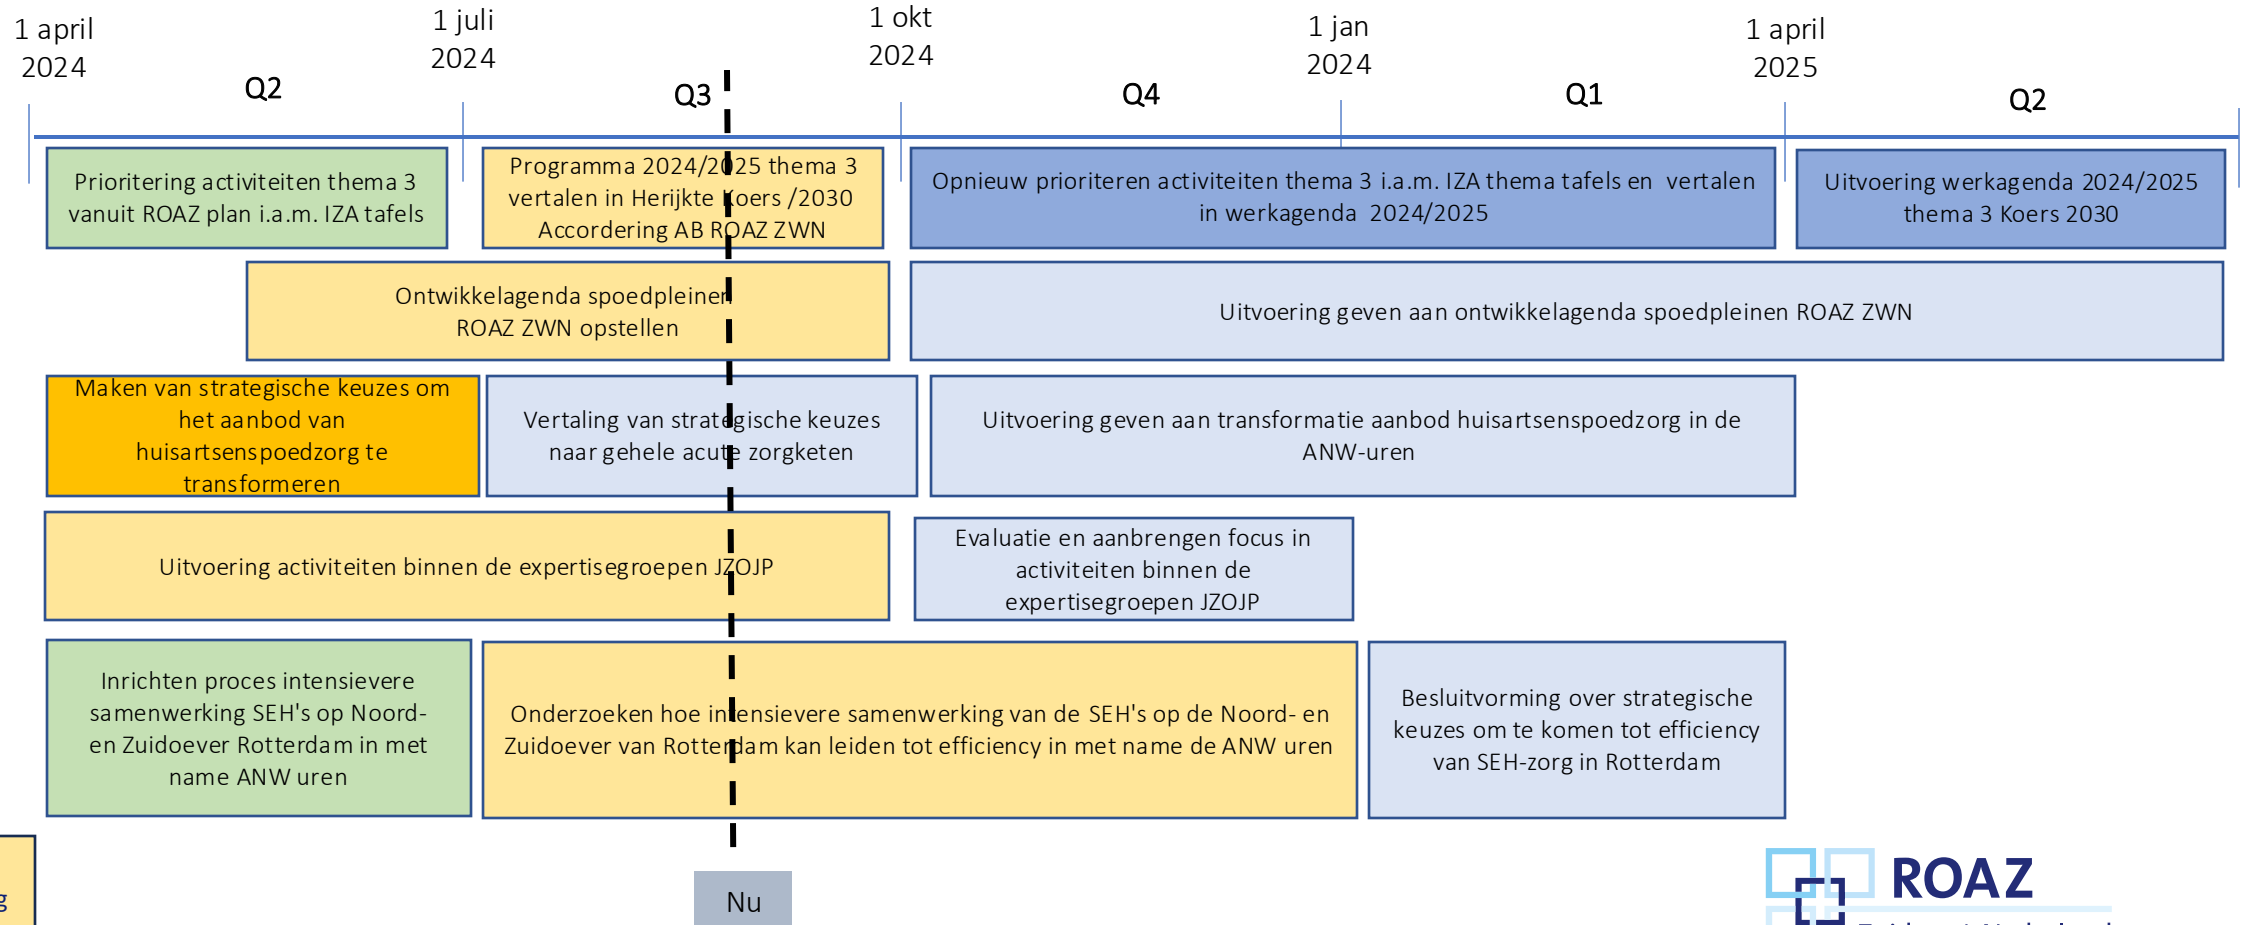 1 april
2024
1 juli
2024
1 okt
2024
1 jan
2024
1 april
2025
Q2
Q3
Q4
Q1
Q2
Prioritering activiteiten thema 3
vanuit ROAZ plan i.a.m. IZA tafels
Programma 2024/2025 thema 3
vertalen in Herijkte Koers /2030
Accordering AB ROAZ ZWN
Opnieuw prioriteren activiteiten thema 3 i.a.m. IZA thema tafels en vertalen
in werkagenda 2024/2025
Uitvoering werkagenda 2024/2025
thema 3 Koers 2030
Ontwikkelagenda spoedpleinen
ROAZ ZWN opstellen
Uitvoering geven aan ontwikkelagenda spoedpleinen ROAZ ZWN
Maken van strategische keuzes om
het aanbod van
huisartsenspoedzorg te
transformeren
Vertaling van strategische keuzes
naar gehele acute zorgketen
Uitvoering geven aan transformatie aanbod huisartsenspoedzorg in de
ANW-uren
Uitvoering activiteiten binnen de expertisegroepen JZOJP
Evaluatie en aanbrengen focus in
activiteiten binnen de
expertisegroepen JZOJP
Inrichten proces intensievere
samenwerking SEH's op Noord-
en Zuidoever Rotterdam in met
name ANW uren
Onderzoeken hoe intensievere samenwerking van de SEH's op de Noord- en
Zuidoever van Rotterdam kan leiden tot efficiency in met name de ANW uren
Besluitvorming over strategische
keuzes om te komen tot efficiency
van SEH-zorg in Rotterdam
Nu
ROAZ